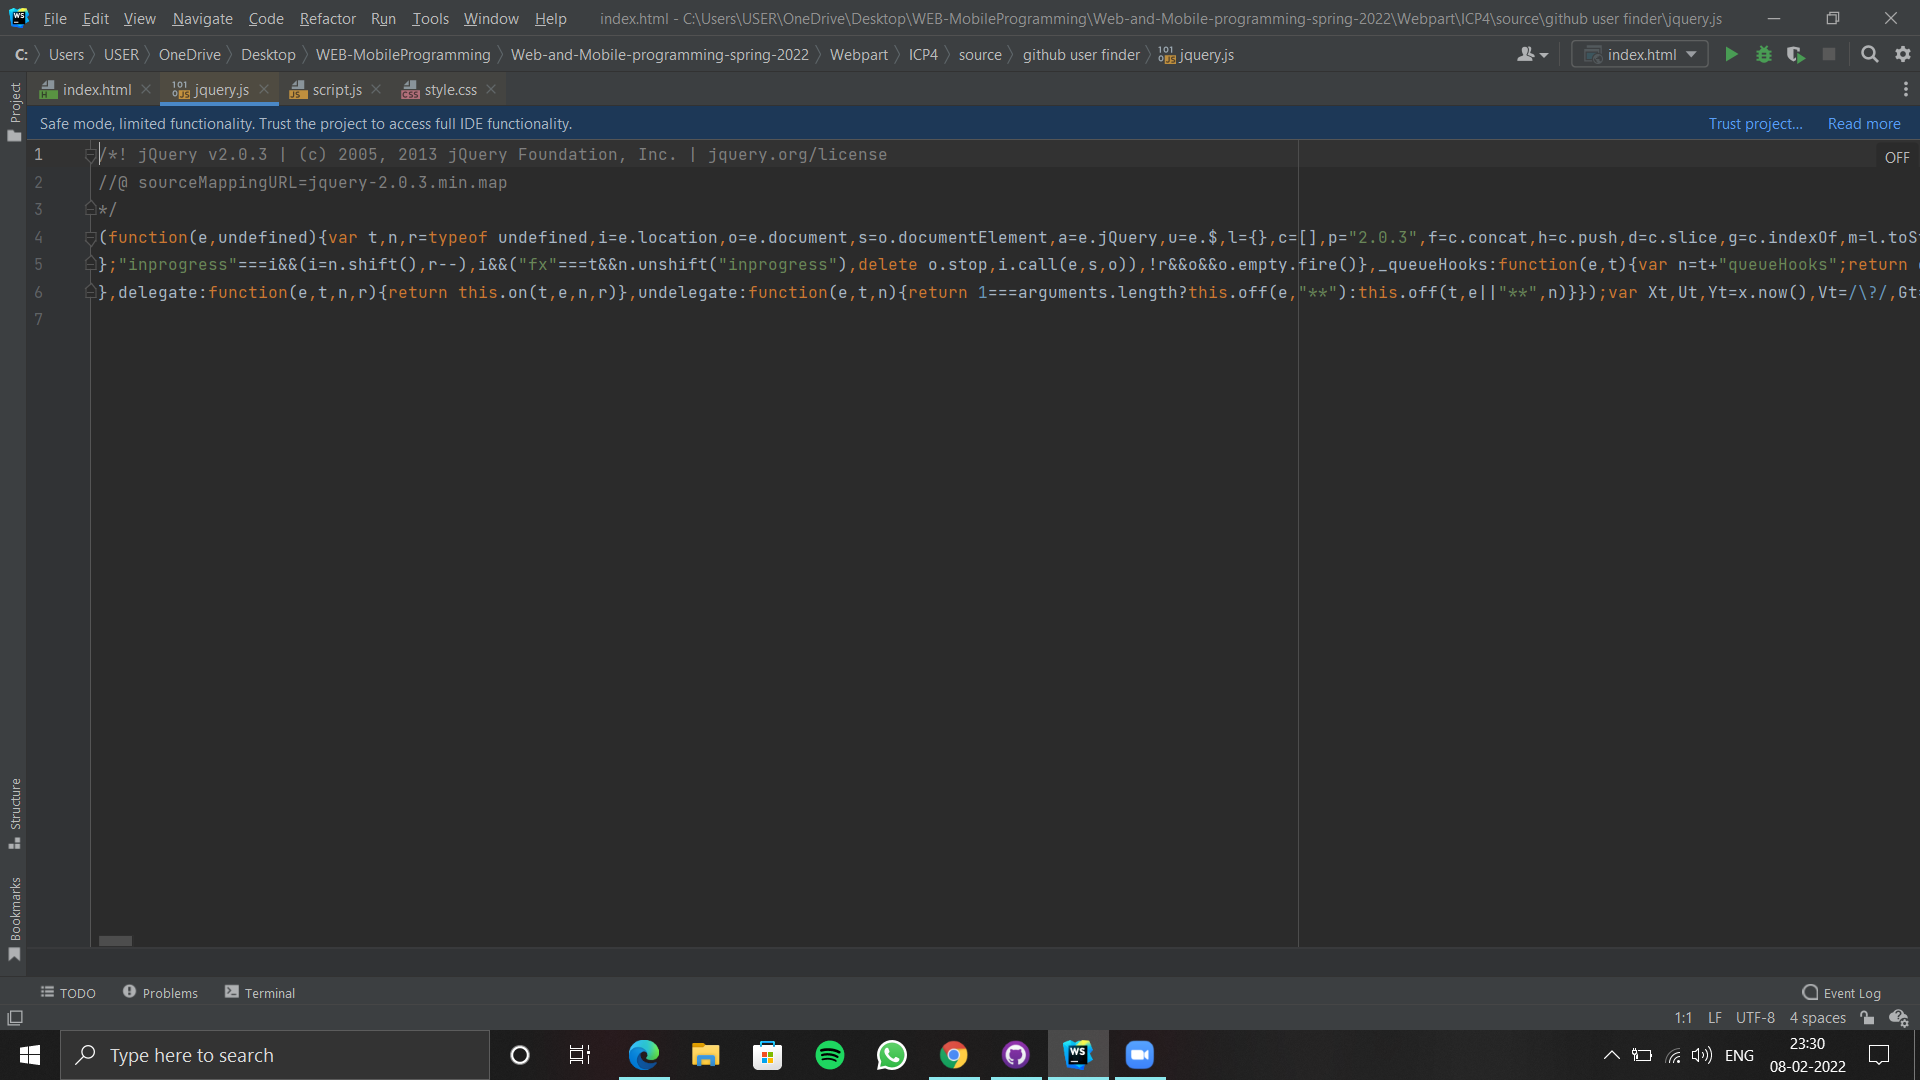 File Edit View Navigate Code Refactor Run Tools Window Help index.html - C:\Users\USER\OneDrive\Desktop\WEB-MobileProgramming\Web-and-Mobile-programming-spring-2022\Webpart\ICP4\source\github user finder\jquery.js
C: Users USER OneDrive Desktop WEB-MobileProgramming Web-and-Mobile-programming-spring-2022 Webpart ICP4 source github user finder jquery.js index.html
Project
index.html jquery.js script.js style.css
Safe mode, limited functionality. Trust the project to access full IDE functionality. Trust project... Read more
1 /*! jQuery v2.0.3 | (c) 2005, 2013 jQuery Foundation, Inc. | jquery.org/license
OFF
2 //@ sourceMappingURL=jquery-2.0.3.min.map
3 */
4 (function(e,undefined){var t,n,r=typeof undefined,i=e.location,o=e.document,s=o.documentElement,a=e.jQuery,u=e.$,l={},c=[],p="2.0.3",f=c.concat,h=c.push,d=c.slice,g=c.indexOf,m=l.toS
5 };"inprogress"===i&&(i=n.shift(),r--),i&&("fx"===t&&n.unshift("inprogress"),delete o.stop,i.call(e,s,o)),!r&&o&&o.empty.fire()},_queueHooks:function(e,t){var n=t+"queueHooks";return
6 },delegate:function(e,t,n,r){return this.on(t,e,n,r)},undelegate:function(e,t,n){return 1===arguments.length?this.off(e,"**"):this.off(t,e||"**",n)}});var Xt,Ut,Yt=x.now(),Vt=/\?/,Gt=
7
Structure
Bookmarks
TODO Problems Terminal Event Log
1:1 LF UTF-8 4 spaces
Type here to search
WS
ENG
23:30
08-02-2022